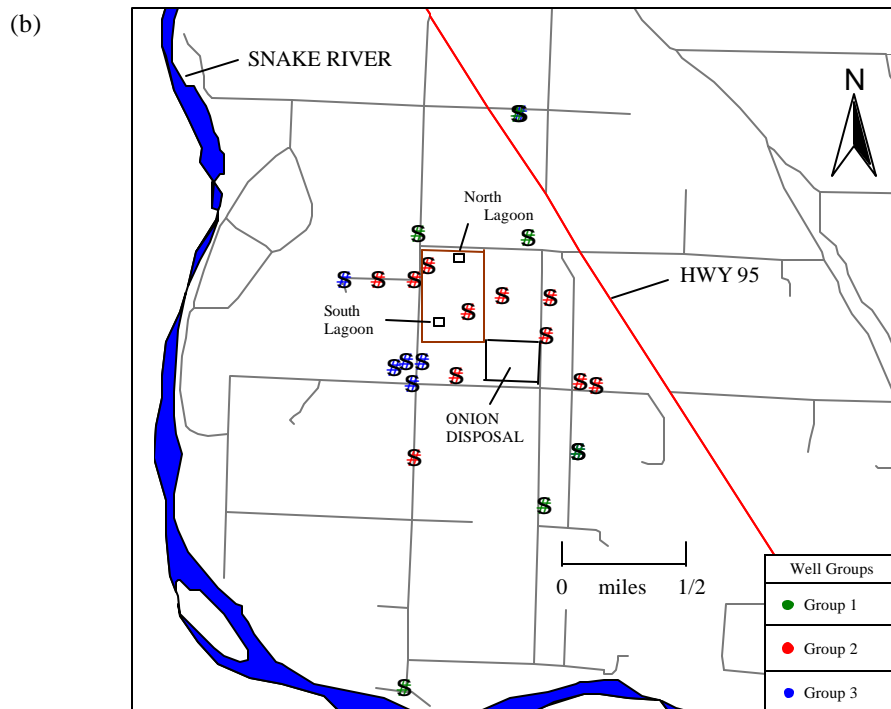 (b)
SNAKE RIVER
N
North
Lagoon
HWY 95
South
Lagoon
ONION
DISPOSAL
0 miles 1/2
Well Groups
Group 1
Group 2
Group 3